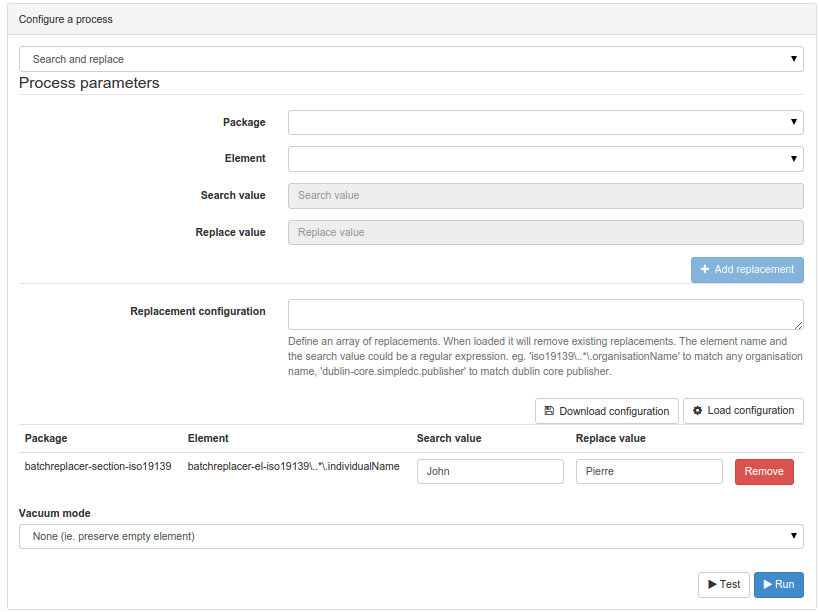 Configure a process
Search and replace
Process parameters
Package
Element
Search value Search value
Replace value Replace value
Add replacement
Replacement configuration
Define an array of replacements. When loaded it will remove existing replacements. The element name and
the search value could be a regular expression. eg. 'iso19139\..*\.organisationName' to match any organisation
name, 'dublin-core.simpledc.publisher' to match dublin core publisher.
Download configuration Load configuration
Package Element Search value Replace value
batchreplacer-section-iso19139 batchreplacer-el-iso19139\..*\.individualName John Pierre Remove
Vacuum mode
None (ie. preserve empty element)
Test Run